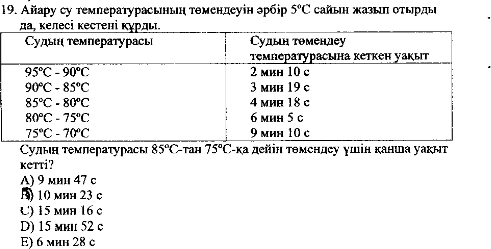 19. Айару су температурасының төмендеуін әрбір 5°С сайын жазып отырды
да, келесі кестені құрды.
Судың температурасы
Судың төмендеу
температурасына кеткен уақыт
95°С - 90°С 2 мин 10 с
90°С - 85°С 3 мин 19 с
85°С - 80°С 4 мин 18 с
80°С - 75°С 6 мин 5 с
75°С - 70°С 9 мин 10 с
Судың температурасы 85°С-тан 75°С-қа дейін төмендеу үшін қанша уақыт
кетті?
А) 9 мин 47 с
В) 10 мин 23 с
С) 15 мин 16 с
D) 15 мин 52 с
Е) 6 мин 28 с